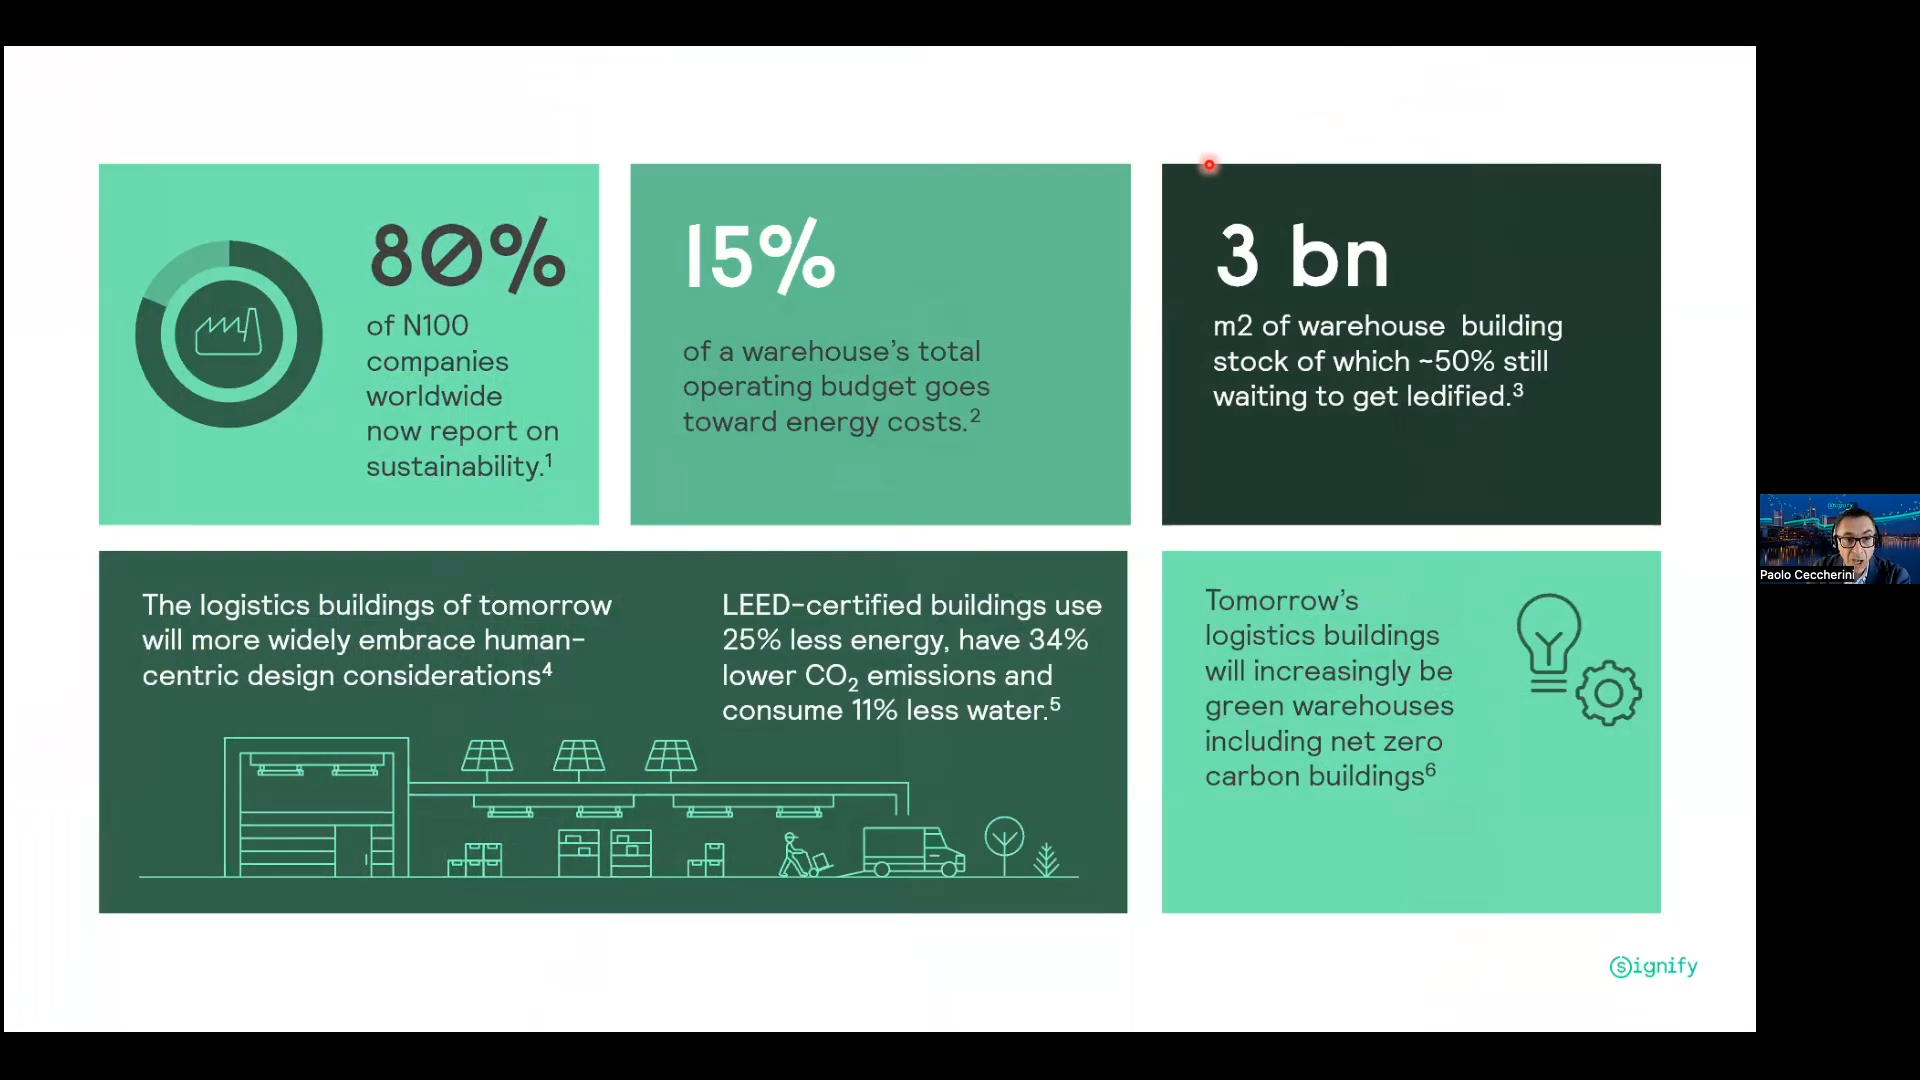 80%
of N100
companies
worldwide
now report on
sustainability.¹
15%
of a warehouse's total
operating budget goes
toward energy costs.²
3 bn
m2 of warehouse  building
stock of which ~50% still
waiting to get ledified.³
The logistics buildings of tomorrow
will more widely embrace human-
centric design considerations⁴
LEED-certified buildings use
25% less energy, have 34%
lower CO₂ emissions and
consume 11% less water.⁵
Tomorrow's
logistics buildings
will increasingly be
green warehouses
including net zero
carbon buildings⁶
Signify
Paolo Ceccherini